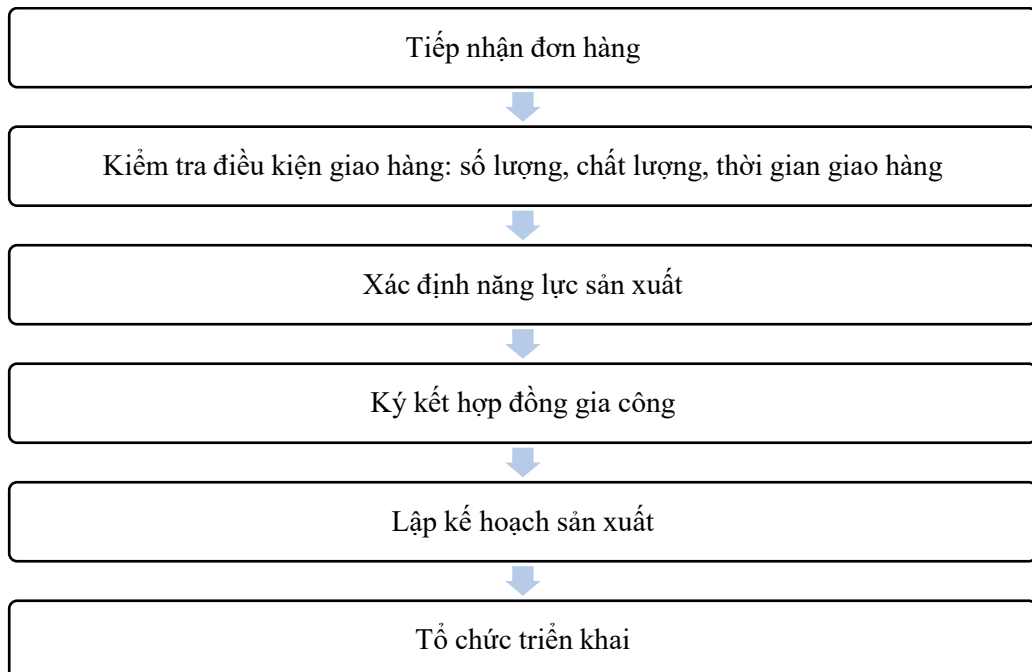 Tiếp nhận đơn hàng
Kiểm tra điều kiện giao hàng: số lượng, chất lượng, thời gian giao hàng
Xác định năng lực sản xuất
Ký kết hợp đồng gia công
Lập kế hoạch sản xuất
Tổ chức triển khai